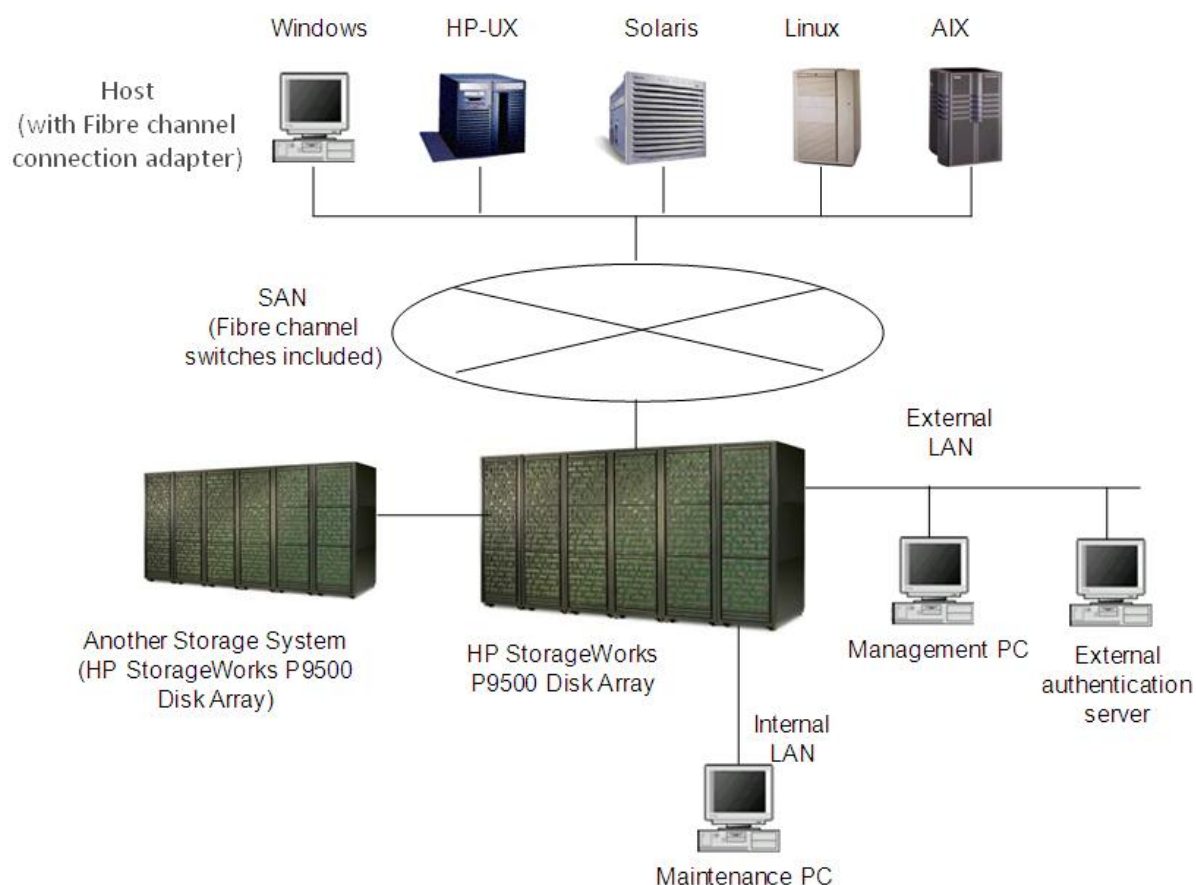 Windows
HP-UX
Solaris
Linux
AIX
Host
(with Fibre channel
connection adapter)
SAN
(Fibre channel
switches included)
External
LAN
Another Storage System
(HP StorageWorks P9500
Disk Array)
HP StorageWorks
P9500 Disk Array
Management PC
External
authentication
server
Internal
LAN
Maintenance PC